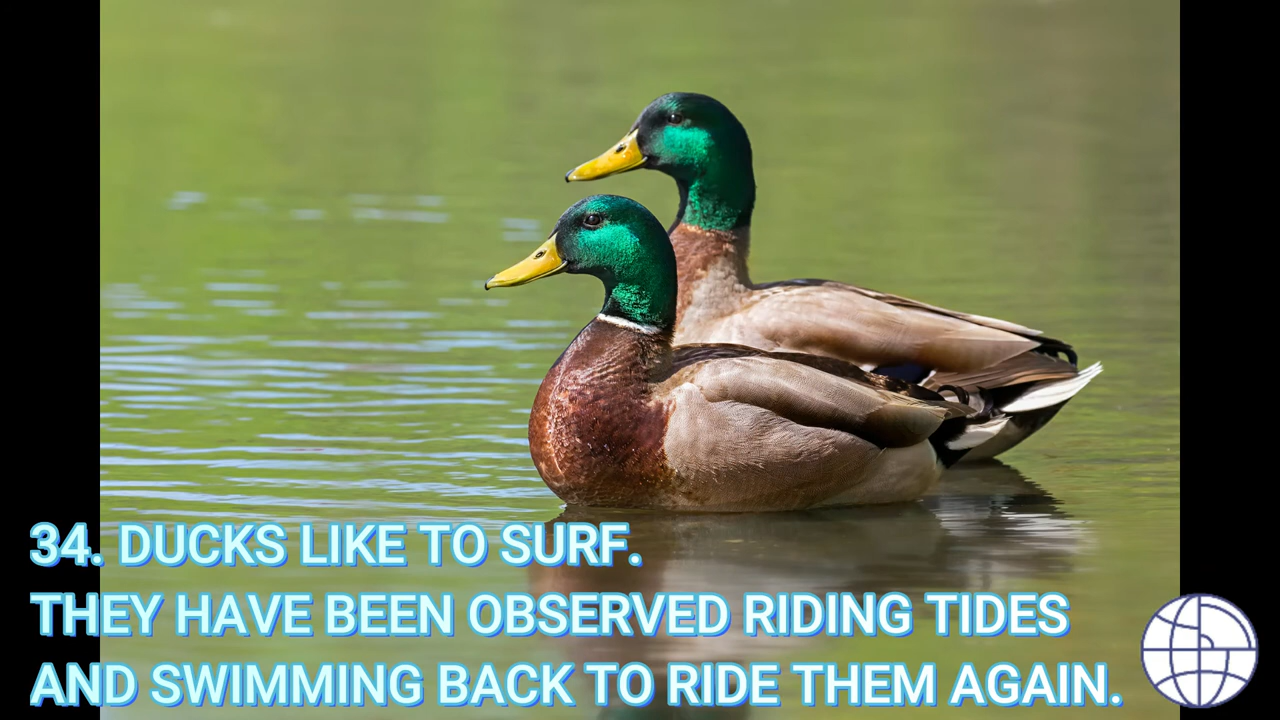 34. DUCKS LIKE TO SURF.
THEY HAVE BEEN OBSERVED RIDING TIDES
AND SWIMMING BACK TO RIDE THEM AGAIN.